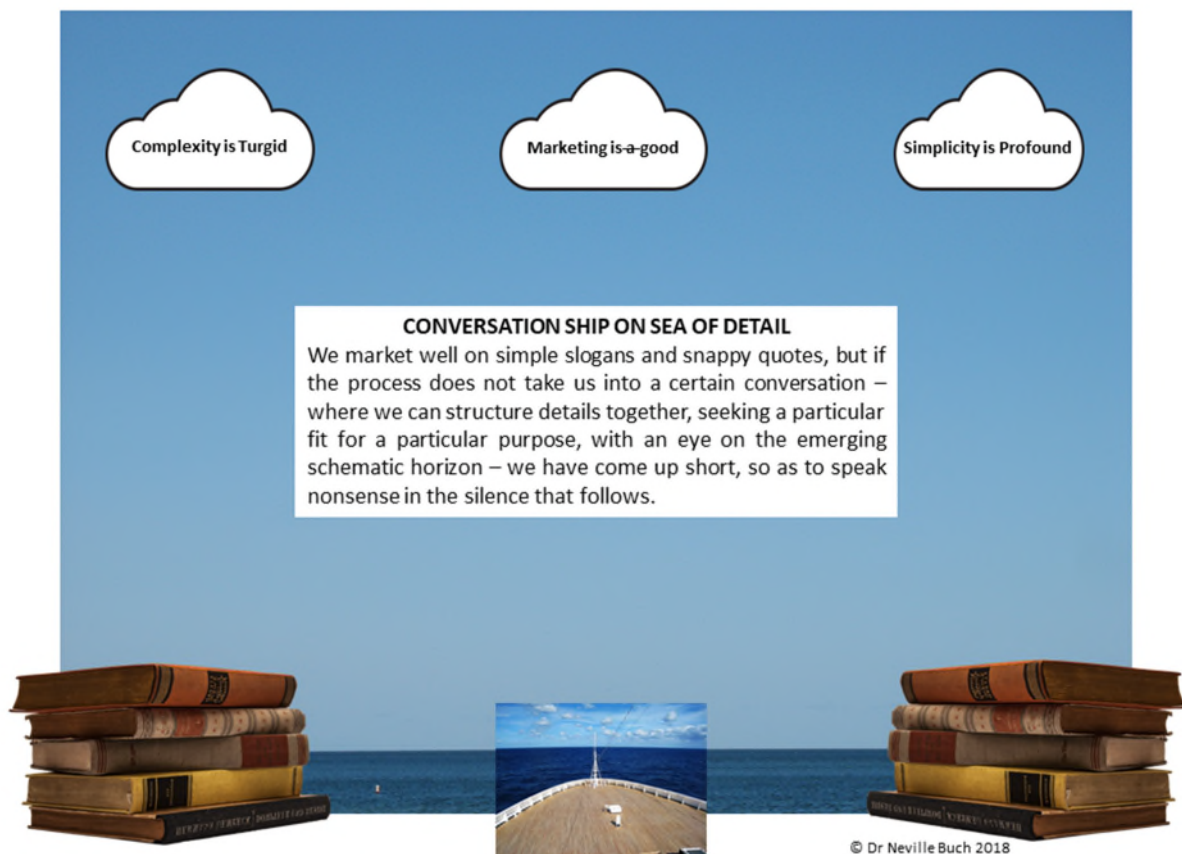 Complexity is Turgid
Marketing is a good
Simplicity is Profound
CONVERSATION SHIP ON SEA OF DETAIL
We market well on simple slogans and snappy quotes, but if
the process does not take us into a certain conversation –
where we can structure details together, seeking a particular
fit for a particular purpose, with an eye on the emerging
schematic horizon – we have come up short, so as to speak
nonsense in the silence that follows.
© Dr Neville Buch 2018